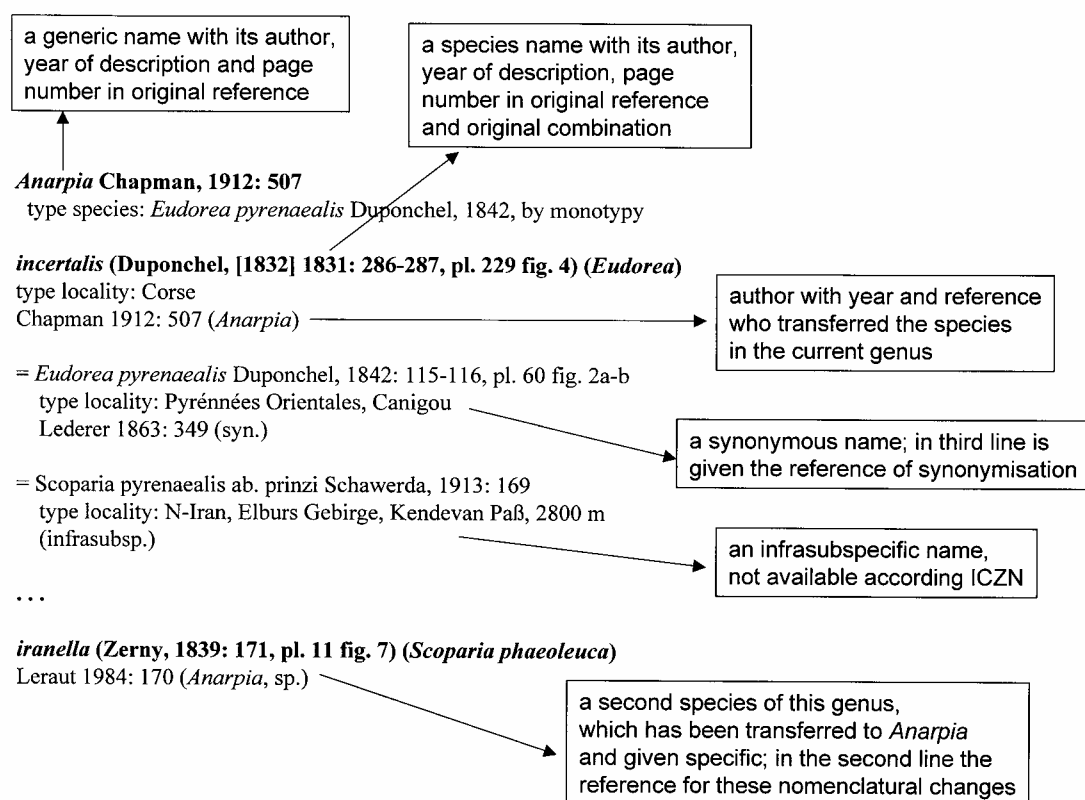 a generic name with its author,
year of description and page
number in original reference
a species name with its author,
year of description, page
number in original reference
and original combination
Anarpia Chapman, 1912: 507
type species: Eudorea pyrenaealis Duponchel, 1842, by monotypy
incertalis (Duponchel, [1832] 1831: 286-287, pl. 229 fig. 4) (Eudorea)
type locality: Corse
Chapman 1912: 507 (Anarpia)
author with year and reference
who transferred the species
in the current genus
= Eudorea pyrenaealis Duponchel, 1842: 115-116, pl. 60 fig. 2a-b
type locality: Pyrénnées Orientales, Canigou
Lederer 1863: 349 (syn.)
a synonymous name; in third line is
given the reference of synonymisation
= Scoparia pyrenaealis ab. prinzi Schawerda, 1913: 169
type locality: N-Iran, Elburs Gebirge, Kendevan Paß, 2800 m
(infrasubsp.)
an infrasubspecific name,
not available according ICZN
...
iranella (Zerny, 1839: 171, pl. 11 fig. 7) (Scoparia phaeoleuca)
Leraut 1984: 170 (Anarpia, sp.)
a second species of this genus,
which has been transferred to Anarpia
and given specific; in the second line the
reference for these nomenclatural changes